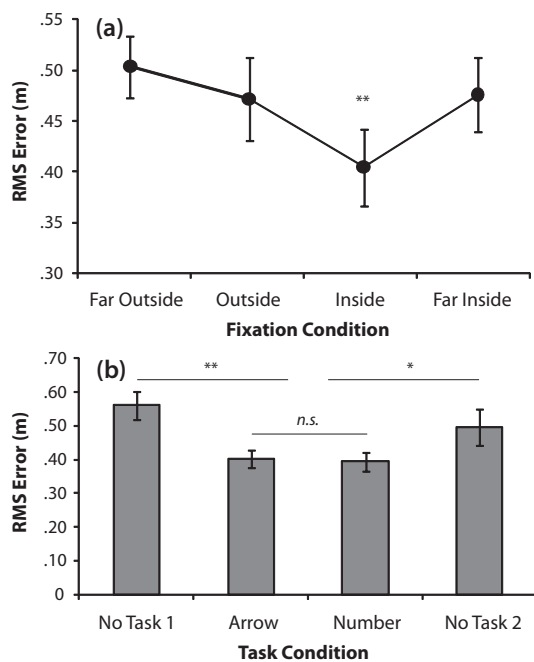 (a)
RMS Error (m)
.55
.50
.45
.40
.35
.30
**
Far Outside Outside Inside Far Inside
Fixation Condition
(b)
RMS Error (m)
.70
.60
.50
.40
.30
.20
.10
0
** *
n.s.
No Task 1 Arrow Number No Task 2
Task Condition